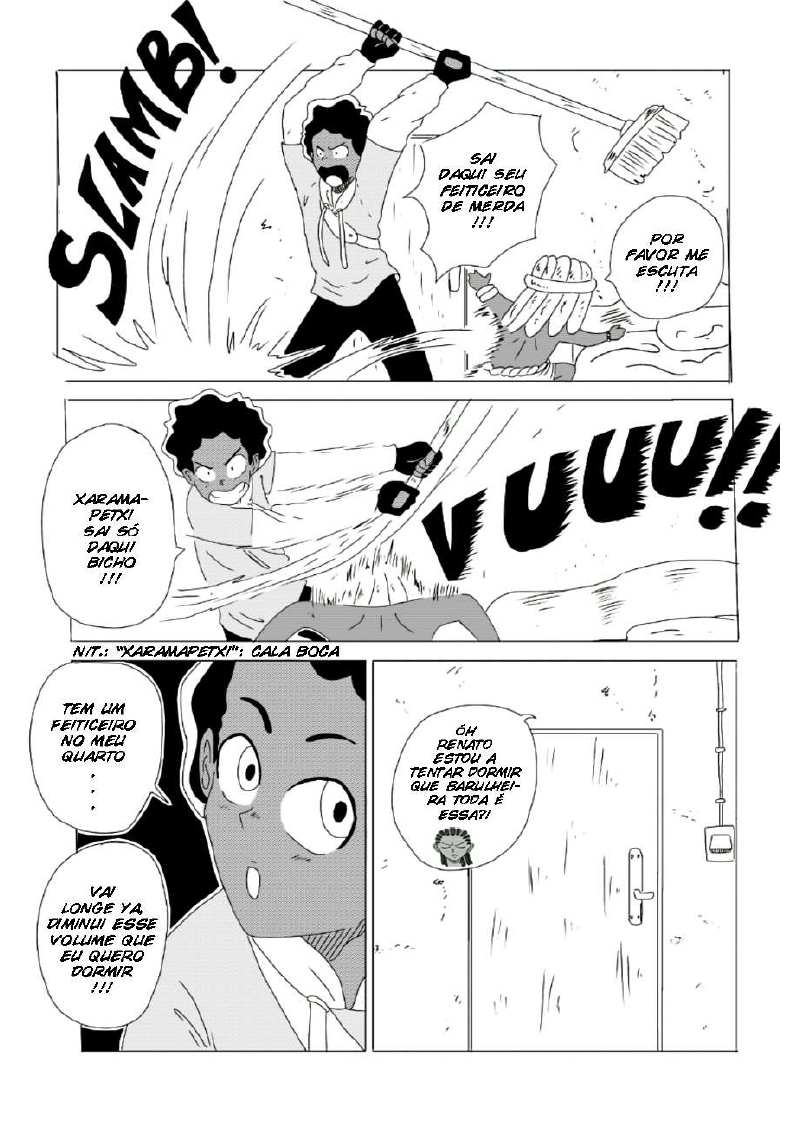 POR
FAVOR ME
ESCUTA
!!!
SAI
DAQUI SEU
FEITICEIRO
DE MERDA
!!!
SLAMB!
VUUU!!
XARAMA-
PETXI
SAI SÓ
DAQUI
BICHO
!!!
N/T.: "XARAMAPETXI": CALA BOCA
ÓH
RENATO
ESTOU A
TENTAR DORMIR
QUE BARULHEI-
RA TODA É
ESSA?!
TEM UM
FEITICEIRO
NO MEU
QUARTO
.
.
.
VAI
LONGE YA,
DIMINUI ESSE
VOLUME QUE
EU QUERO
DORMIR
!!!